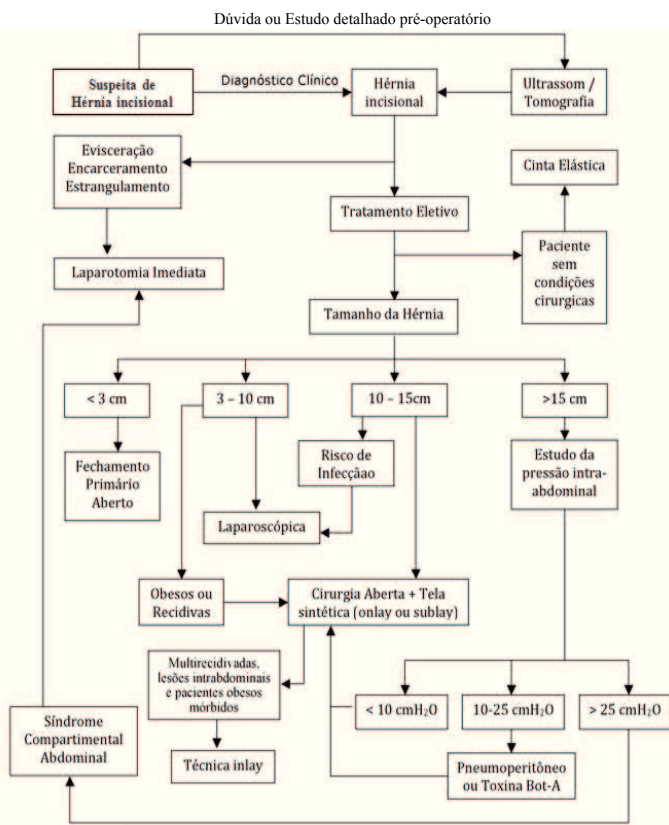 Dúvida ou Estudo detalhado pré-operatório
Suspeita de
Hérnia incisional
Diagnóstico Clínico
Hérnia
incisional
Ultrassom /
Tomografia
Evisceração
Encarceramento
Estrangulamento
Cinta Elástica
Tratamento Eletivo
Laparotomia Imediata
Paciente
sem
condições
cirurgicas
Tamanho da Hérnia
< 3 cm
3 – 10 cm
10 – 15cm
>15 cm
Fechamento
Primário
Aberto
Risco de
Infecçãao
Estudo da
pressão intra-
abdominal
Laparoscópica
Obesos ou
Recidivas
Cirurgia Aberta + Tela
sintética (onlay ou sublay)
Multirecidivadas,
lesões intrabdominais
e pacientes obesos
mórbidos
< 10 cmH₂O
10-25 cmH₂O
> 25 cmH₂O
Síndrome
Compartimental
Abdominal
Técnica inlay
Pneumoperitôneo
ou Toxina Bot-A